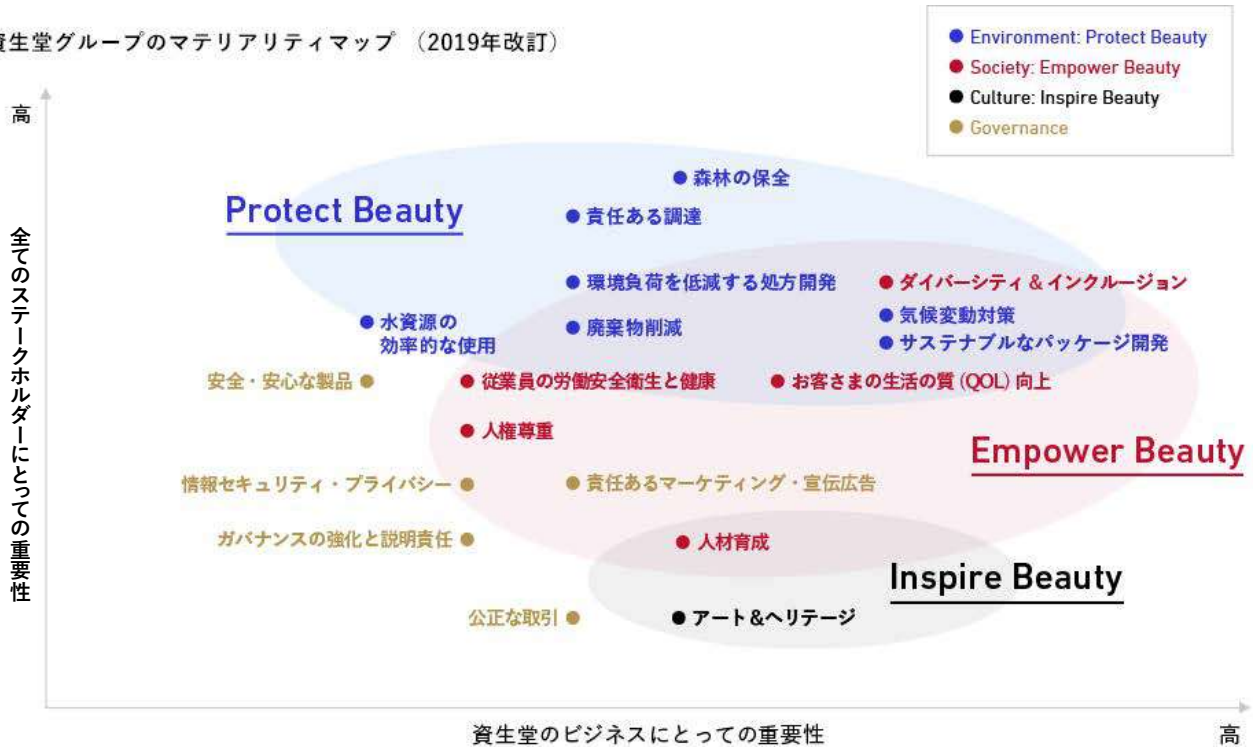 資生堂グループのマテリアリティマップ （2019年改訂）
Environment: Protect Beauty
Society: Empower Beauty
Culture: Inspire Beauty
Governance
高
全てのステークホルダーにとっての重要性
Protect Beauty
森林の保全
責任ある調達
環境負荷を低減する処方開発
ダイバーシティ & インクルージョン
水資源の
効率的な使用
廃棄物削減
気候変動対策
サステナブルなパッケージ開発
安全・安心な製品
従業員の労働安全衛生と健康
お客さまの生活の質 (QOL) 向上
人権尊重
Empower Beauty
情報セキュリティ・プライバシー
責任あるマーケティング・宣伝広告
ガバナンスの強化と説明責任
人材育成
Inspire Beauty
公正な取引
アート&ヘリテージ
資生堂のビジネスにとっての重要性
高